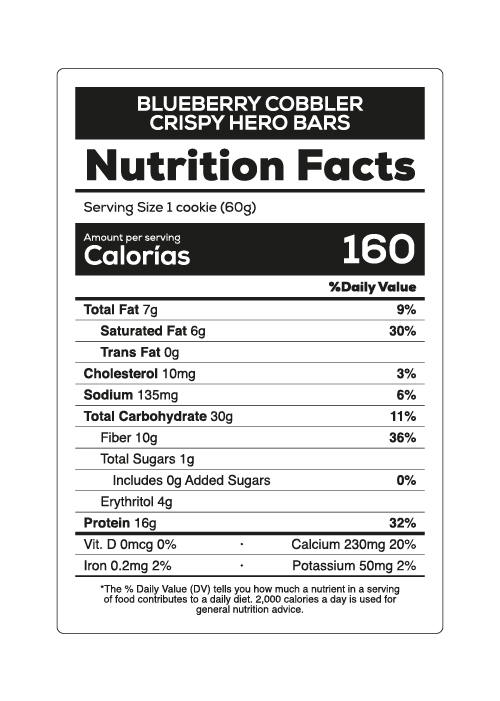 BLUEBERRY COBBLER
CRISPY HERO BARS
Nutrition Facts
Serving Size 1 cookie (60g)
Amount per serving
Calorías 160
%Daily Value
Total Fat 7g 9%
Saturated Fat 6g 30%
Trans Fat 0g
Cholesterol 10mg 3%
Sodium 135mg 6%
Total Carbohydrate 30g 11%
Fiber 10g 36%
Total Sugars 1g
Includes 0g Added Sugars 0%
Erythritol 4g
Protein 16g 32%
Vit. D 0mcg 0% · Calcium 230mg 20%
Iron 0.2mg 2% · Potassium 50mg 2%
*The % Daily Value (DV) tells you how much a nutrient in a serving
of food contributes to a daily diet. 2,000 calories a day is used for
general nutrition advice.